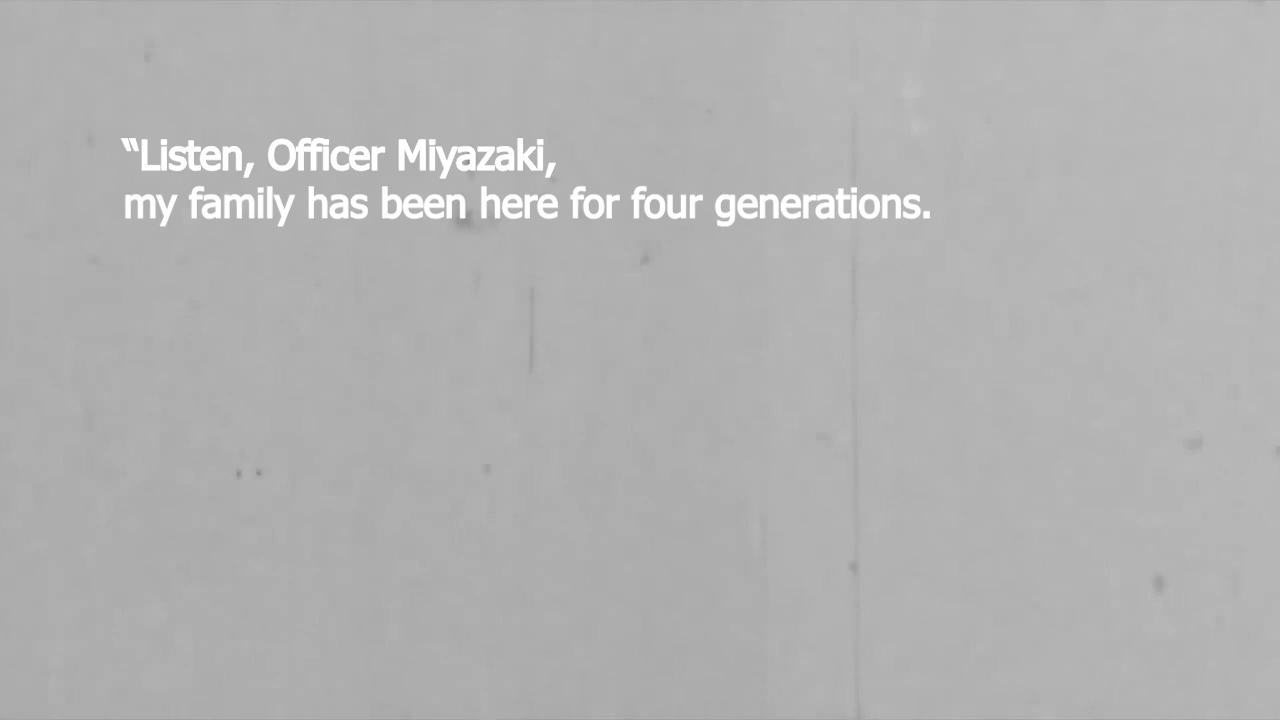 “Listen, Officer Miyazaki,
my family has been here for four generations.